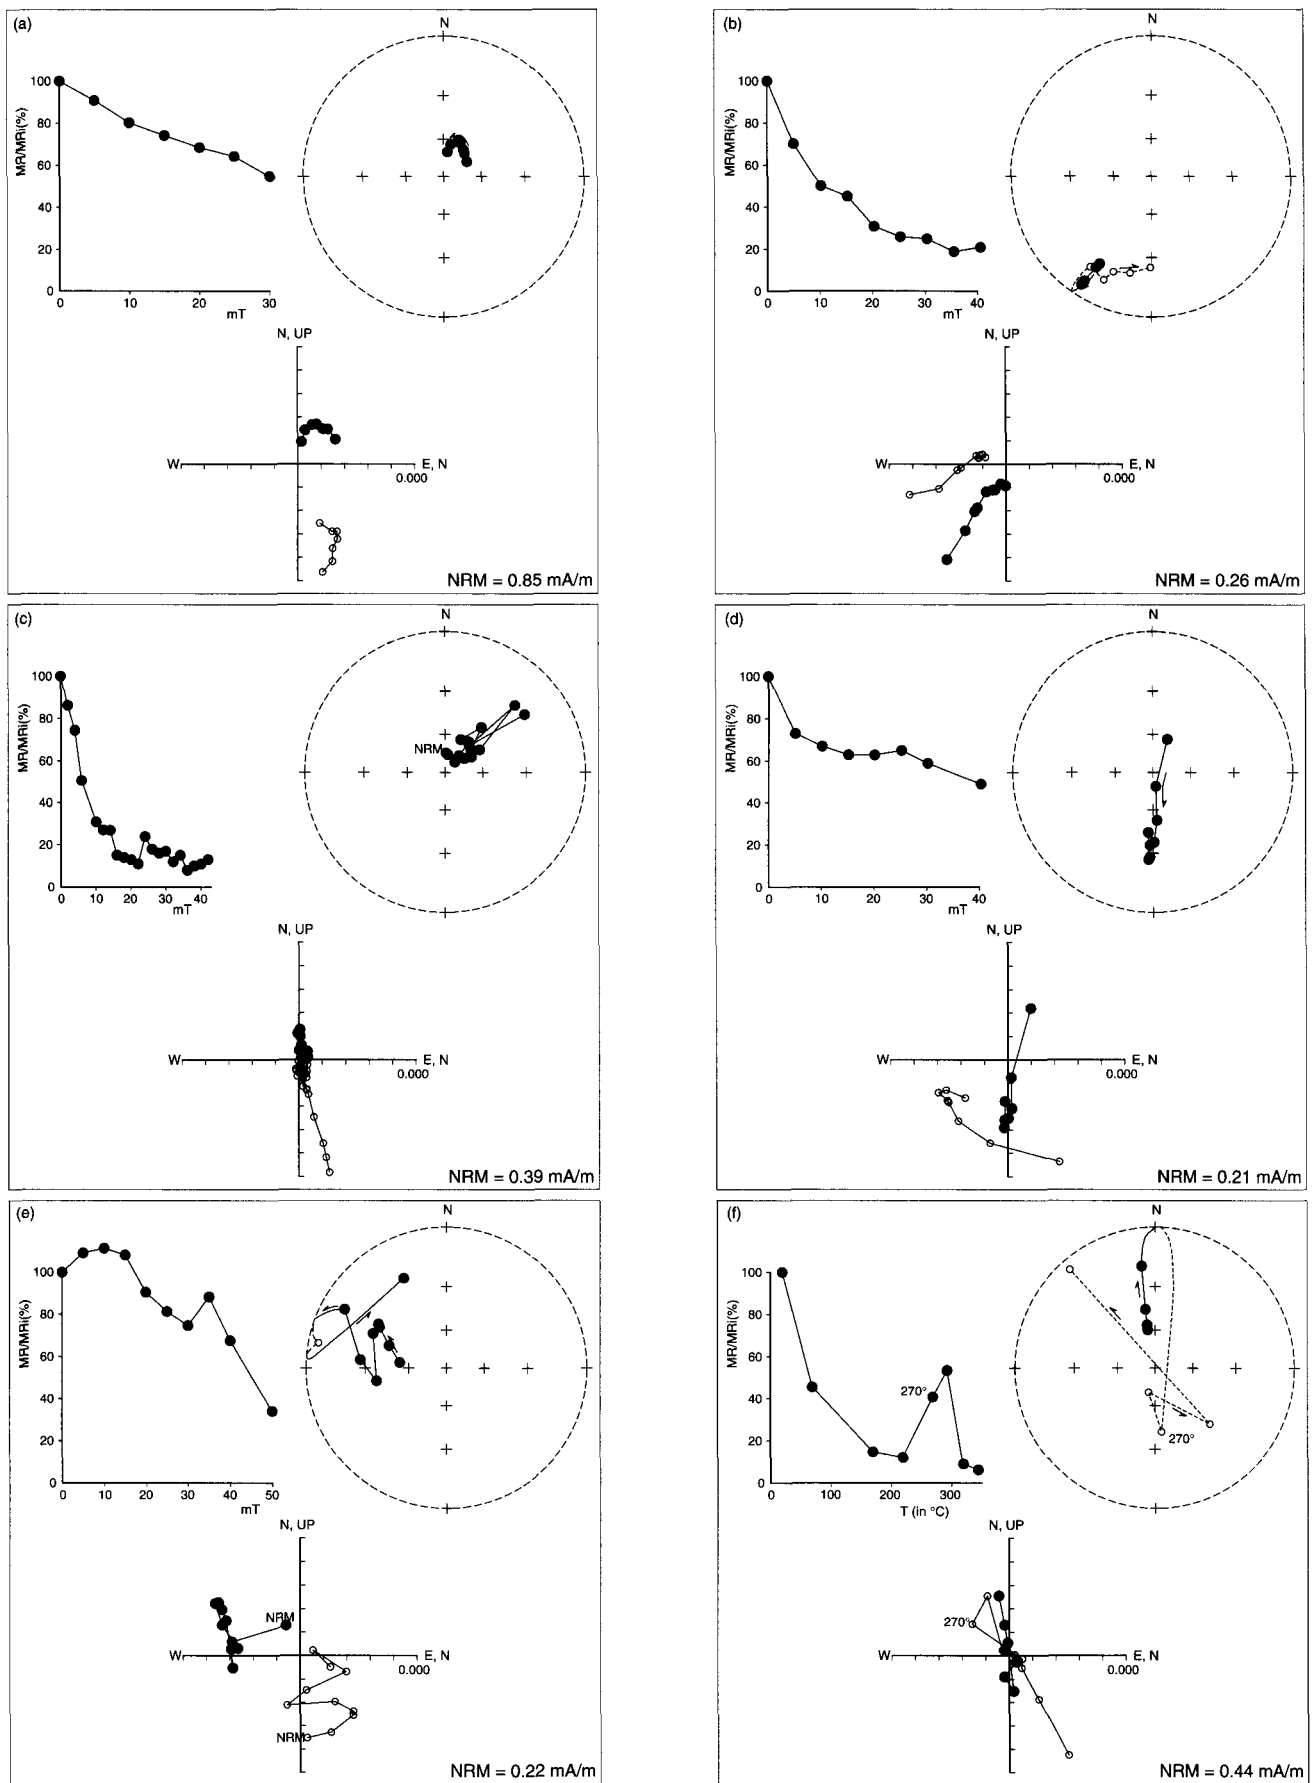 (a)
N
100
80
60
40
20
0
MR/MRi(%)
0 10 20 30
mT
N, UP
W E, N
0.000
NRM = 0.85 mA/m
(b)
N
100
80
60
40
20
0
MR/MRi(%)
0 10 20 30 40
mT
N, UP
W E, N
0.000
NRM = 0.26 mA/m
(c)
N
100
80
60
40
20
0
MR/MRi(%)
NRM
0 10 20 30 40
mT
N, UP
W E, N
0.000
NRM = 0.39 mA/m
(d)
N
100
80
60
40
20
0
MR/MRi(%)
0 10 20 30 40
mT
N, UP
W E, N
0.000
NRM = 0.21 mA/m
(e)
N
100
80
60
40
20
0
MR/MRi(%)
0 10 20 30 40 50
mT
N, UP
NRM
W E, N
0.000
NRM
NRM = 0.22 mA/m
(f)
N
100
80
60
40
20
0
MR/MRi(%)
270°
270°
0 100 200 300
T (in °C)
N, UP
270°
W E, N
0.000
NRM = 0.44 mA/m